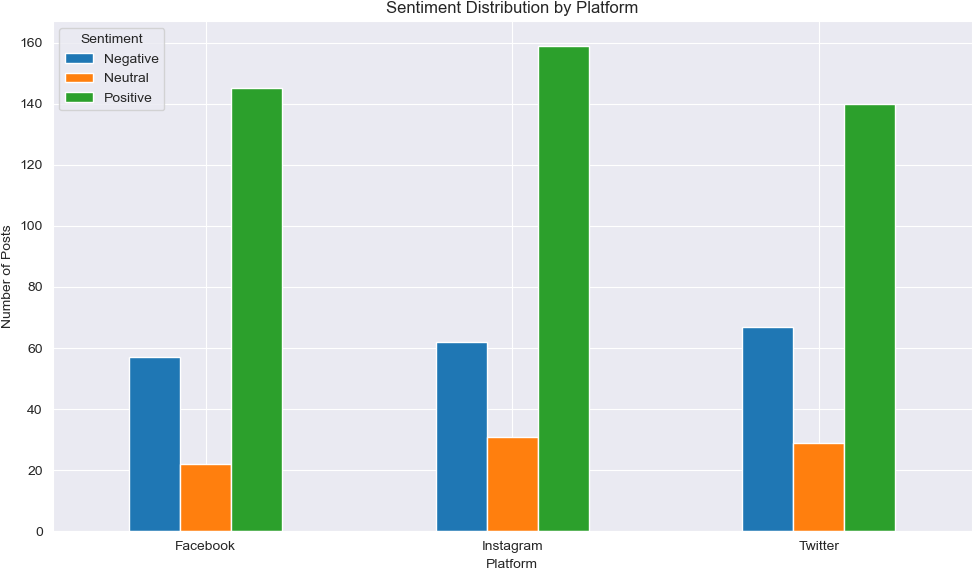 Sentiment Distribution by Platform
Sentiment
Negative
Neutral
Positive
Number of Posts
160
140
120
100
80
60
40
20
0
Facebook
Instagram
Twitter
Platform